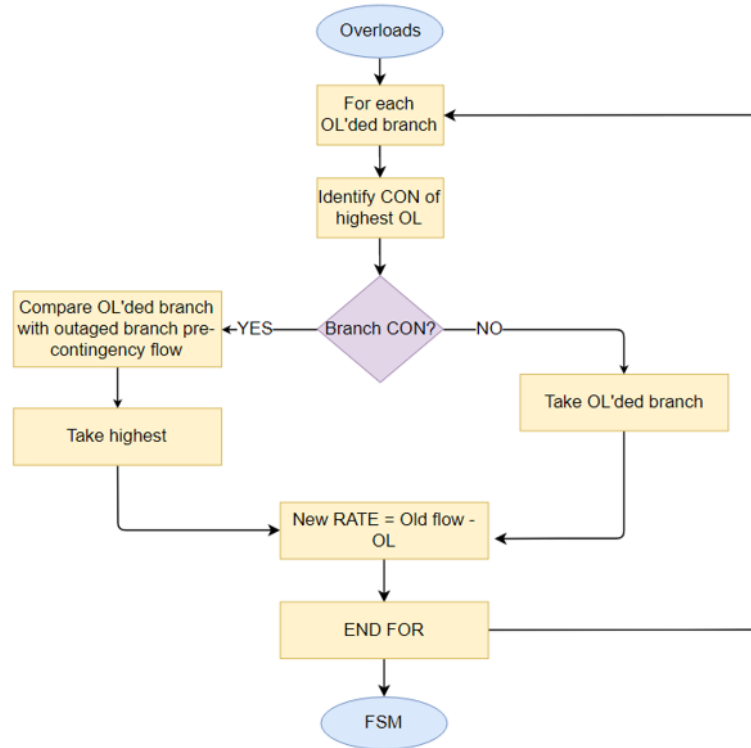 Overloads
For each
OL'ded branch
Identify CON of
highest OL
Compare OL'ded branch
with outaged branch pre-
contingency flow
YES
Branch CON?
NO
Take OL'ded branch
Take highest
New RATE = Old flow -
OL
END FOR
FSM